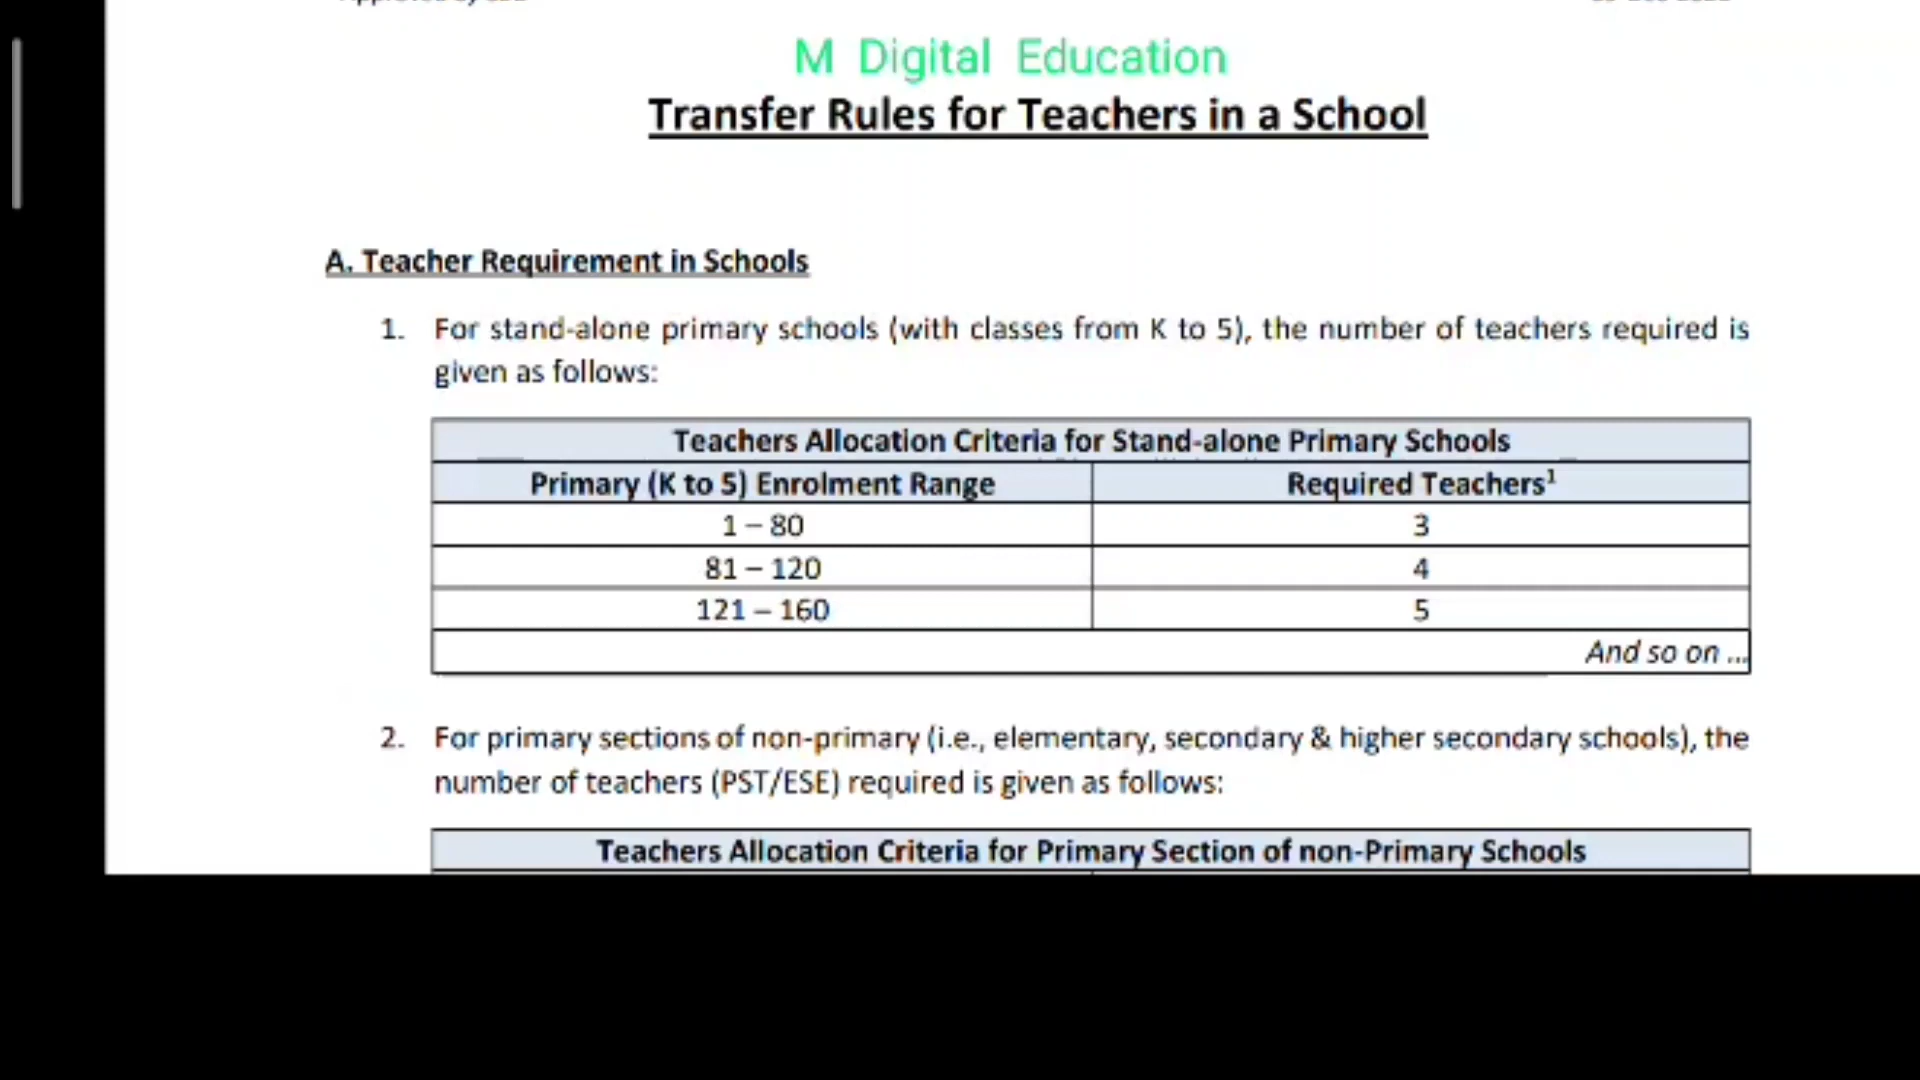 M Digital Education
Transfer Rules for Teachers in a School
A. Teacher Requirement in Schools
1. For stand-alone primary schools (with classes from K to 5), the number of teachers required is
given as follows:
Teachers Allocation Criteria for Stand-alone Primary Schools
Primary (K to 5) Enrolment Range Required Teachers¹
1 – 80 3
81 – 120 4
121 – 160 5
And so on ...
2. For primary sections of non-primary (i.e., elementary, secondary & higher secondary schools), the
number of teachers (PST/ESE) required is given as follows:
Teachers Allocation Criteria for Primary Section of non-Primary Schools